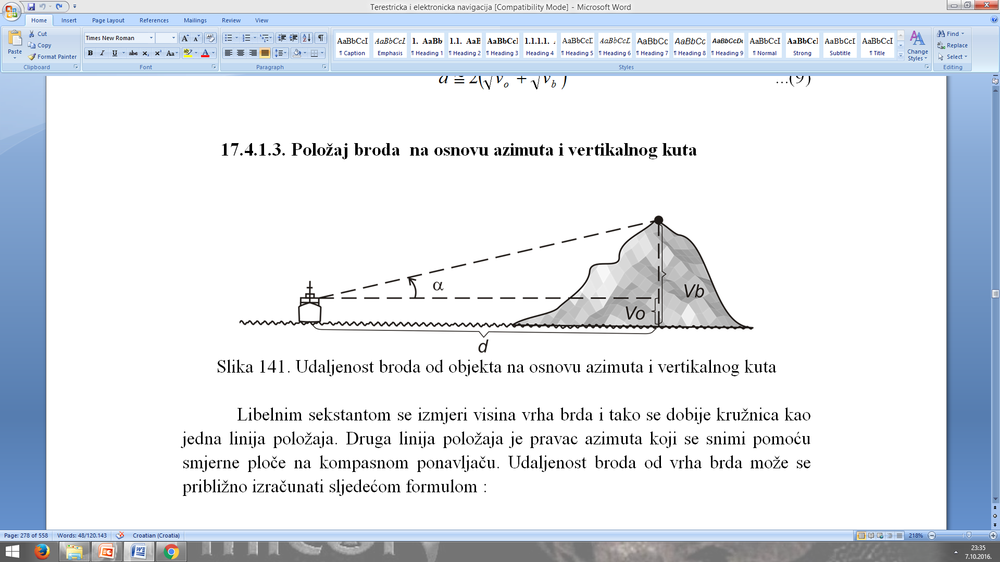 Terestricka i elektronicka navigacija [Compatibility Mode] - Microsoft Word
Home Insert Page Layout References Mailings Review View
Paste
Cut
Copy
Format Painter
Clipboard
Times New Roman
Font
Paragraph
AaBbCcI AaBbCcL 1. AaBb 1.1. AaB AaBbCcI 1.1.1.1. A AaBbCcD AaBbCcD AaBbCc AaBbCc AaBbCcDc AaBbCcI AaBbCcI AaBbCcI AaBbCcI
¶ Caption Emphasis ¶ Heading 1 ¶ Heading 2 ¶ Heading 3 Heading 4 ¶ Heading 5 ¶ Heading 6 ¶ Heading 7 ¶ Heading 8 ¶ Heading 9 ¶ Normal Strong Subtitle ¶ Title
Styles
Change Styles
Find
Replace
Select
Editing
d ≅ 2(√v_o + √v_b) ...(9)
17.4.1.3. Položaj broda na osnovu azimuta i vertikalnog kuta
α
Vb
Vo
d
Slika 141. Udaljenost broda od objekta na osnovu azimuta i vertikalnog kuta
Libelnim sekstantom se izmjeri visina vrha brda i tako se dobije kružnica kao
jedna linija položaja. Druga linija položaja je pravac azimuta koji se snimi pomoću
smjerne ploče na kompasnom ponavljaču. Udaljenost broda od vrha brda može se
približno izračunati sljedećom formulom :
Page: 278 of 558 Words: 48/120.143 Croatian (Croatia) 218%
23:35
7.10.2016.